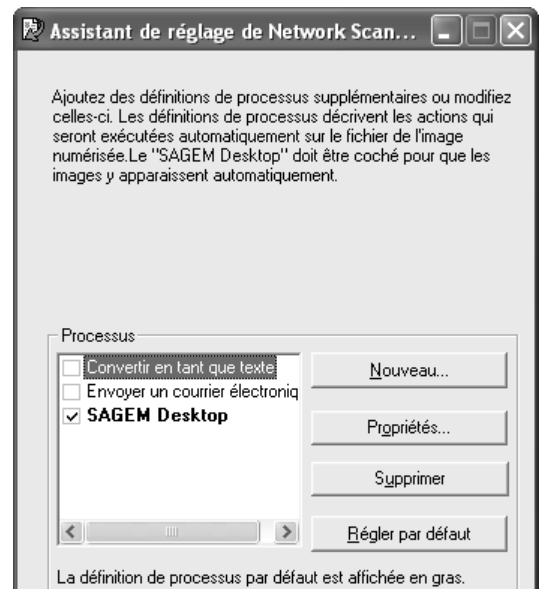 Assistant de réglage de Network Scan...
Ajoutez des définitions de processus supplémentaires ou modifiez
celles-ci. Les définitions de processus décrivent les actions qui
seront exécutées automatiquement sur le fichier de l'image
numérisée.Le "SAGEM Desktop" doit être coché pour que les
images y apparaissent automatiquement.
Processus
Convertir en tant que texte
Envoyer un courrier électroniq
SAGEM Desktop
Nouveau...
Propriétés...
Supprimer
Régler par défaut
La définition de processus par défaut est affichée en gras.